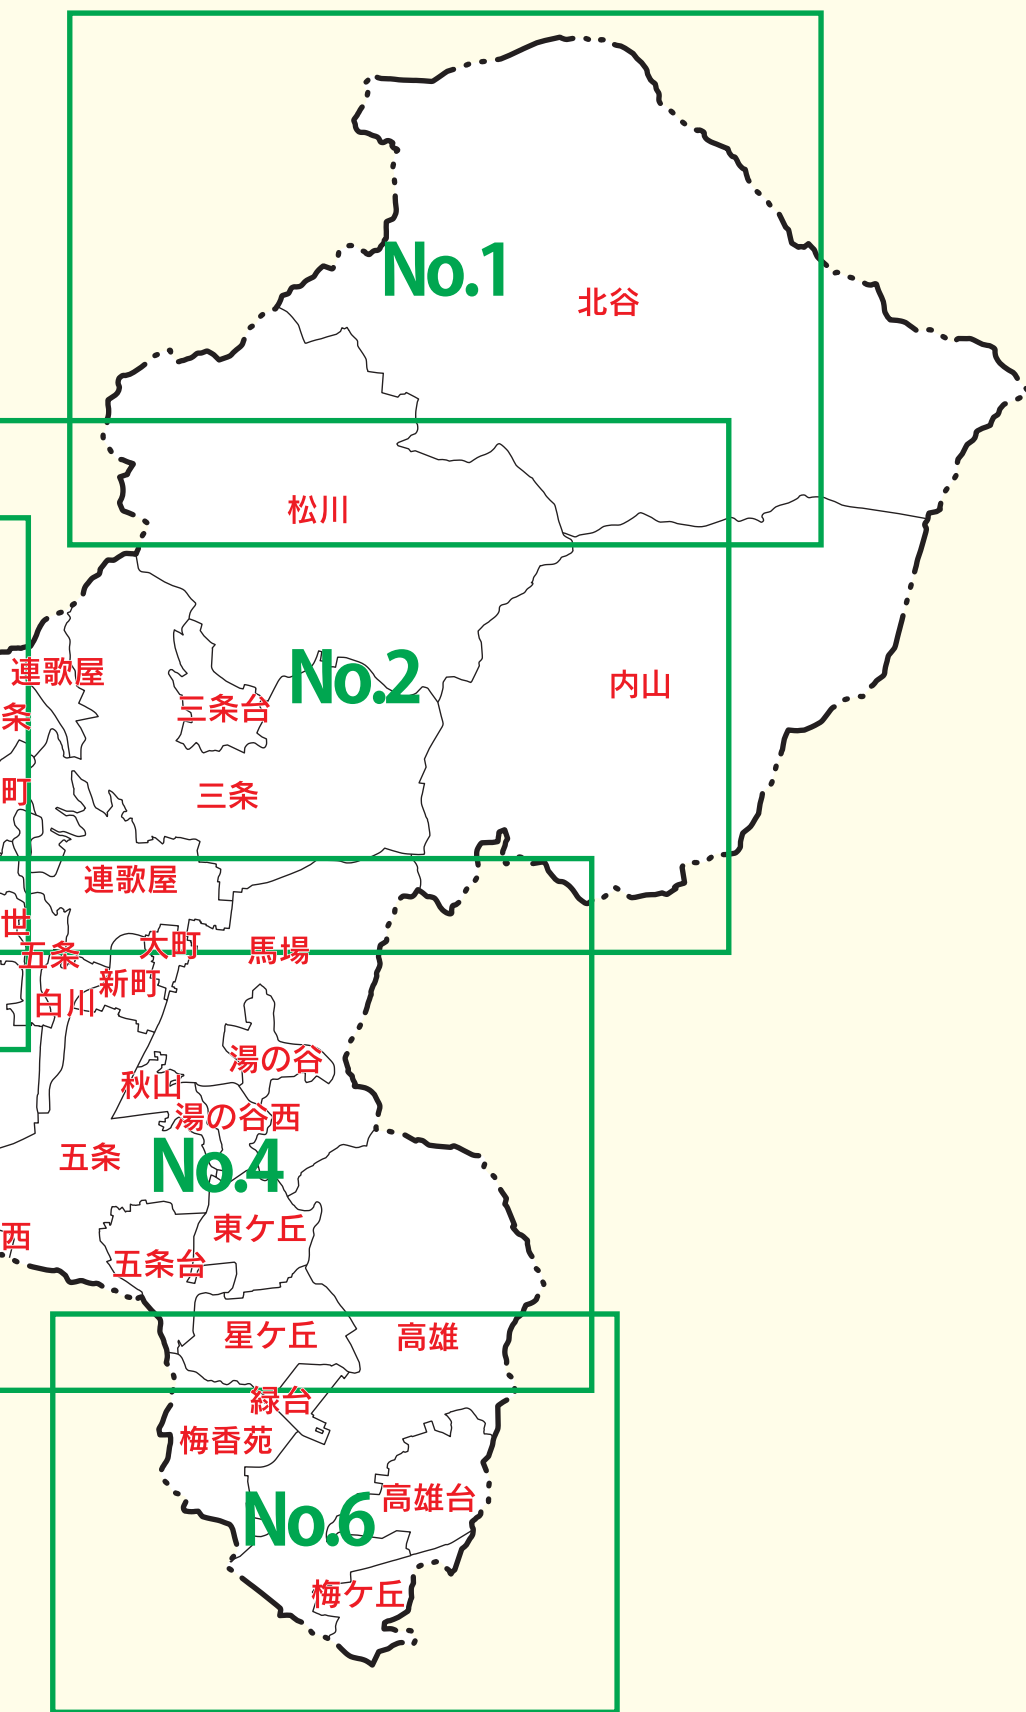 No.1
北谷
松川
No.2
連歌屋
内山
三条台
条
町
三条
連歌屋
世
五条
大町
馬場
新町
白川
湯の谷
秋山
湯の谷西
五条
No.4
西
東ケ丘
五条台
星ケ丘
高雄
緑台
梅香苑
高雄台
No.6
梅ケ丘